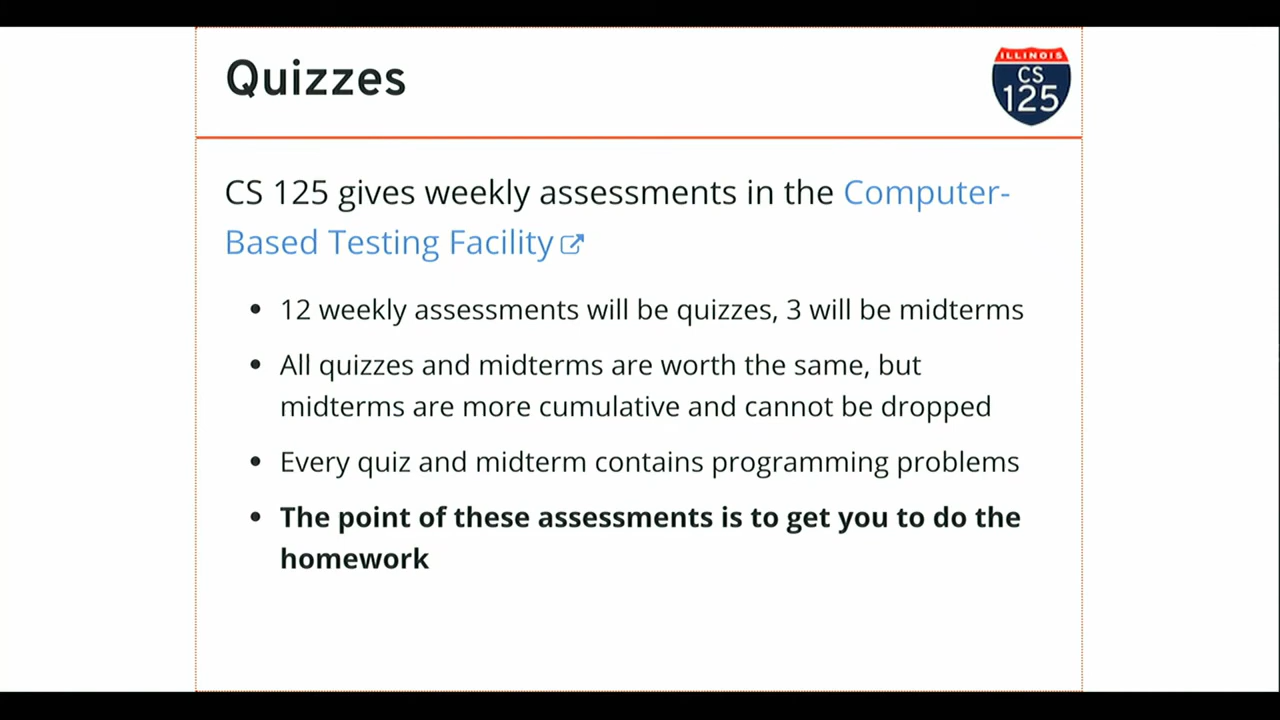 Quizzes
ILLINOIS
CS
125
CS 125 gives weekly assessments in the Computer-
Based Testing Facility
• 12 weekly assessments will be quizzes, 3 will be midterms
• All quizzes and midterms are worth the same, but
midterms are more cumulative and cannot be dropped
• Every quiz and midterm contains programming problems
• The point of these assessments is to get you to do the
homework